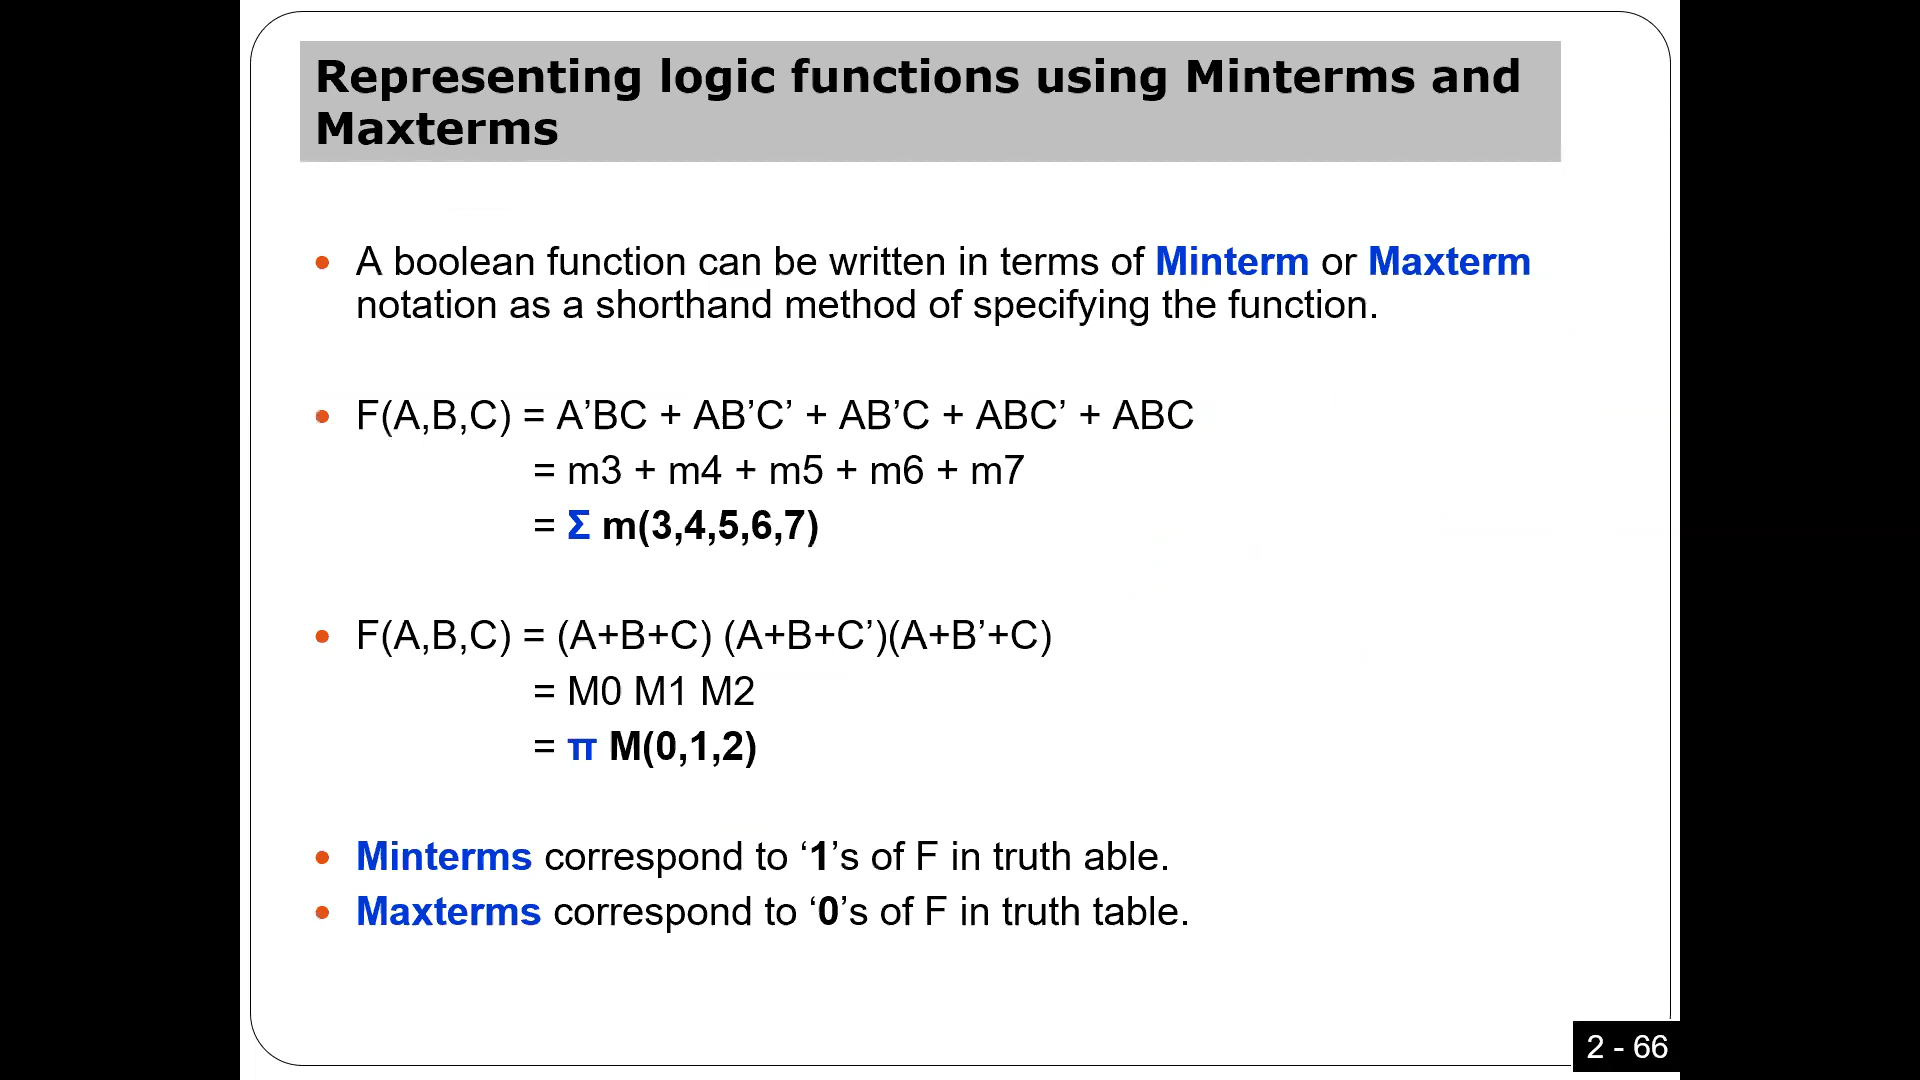 Representing logic functions using Minterms and
Maxterms
• A boolean function can be written in terms of Minterm or Maxterm
notation as a shorthand method of specifying the function.
• F(A,B,C) = A’BC + AB’C’ + AB’C + ABC’ + ABC
= m3 + m4 + m5 + m6 + m7
= Σ m(3,4,5,6,7)
• F(A,B,C) = (A+B+C) (A+B+C’)(A+B’+C)
= M0 M1 M2
= π M(0,1,2)
• Minterms correspond to ‘1’s of F in truth able.
• Maxterms correspond to ‘0’s of F in truth table.
2 - 66